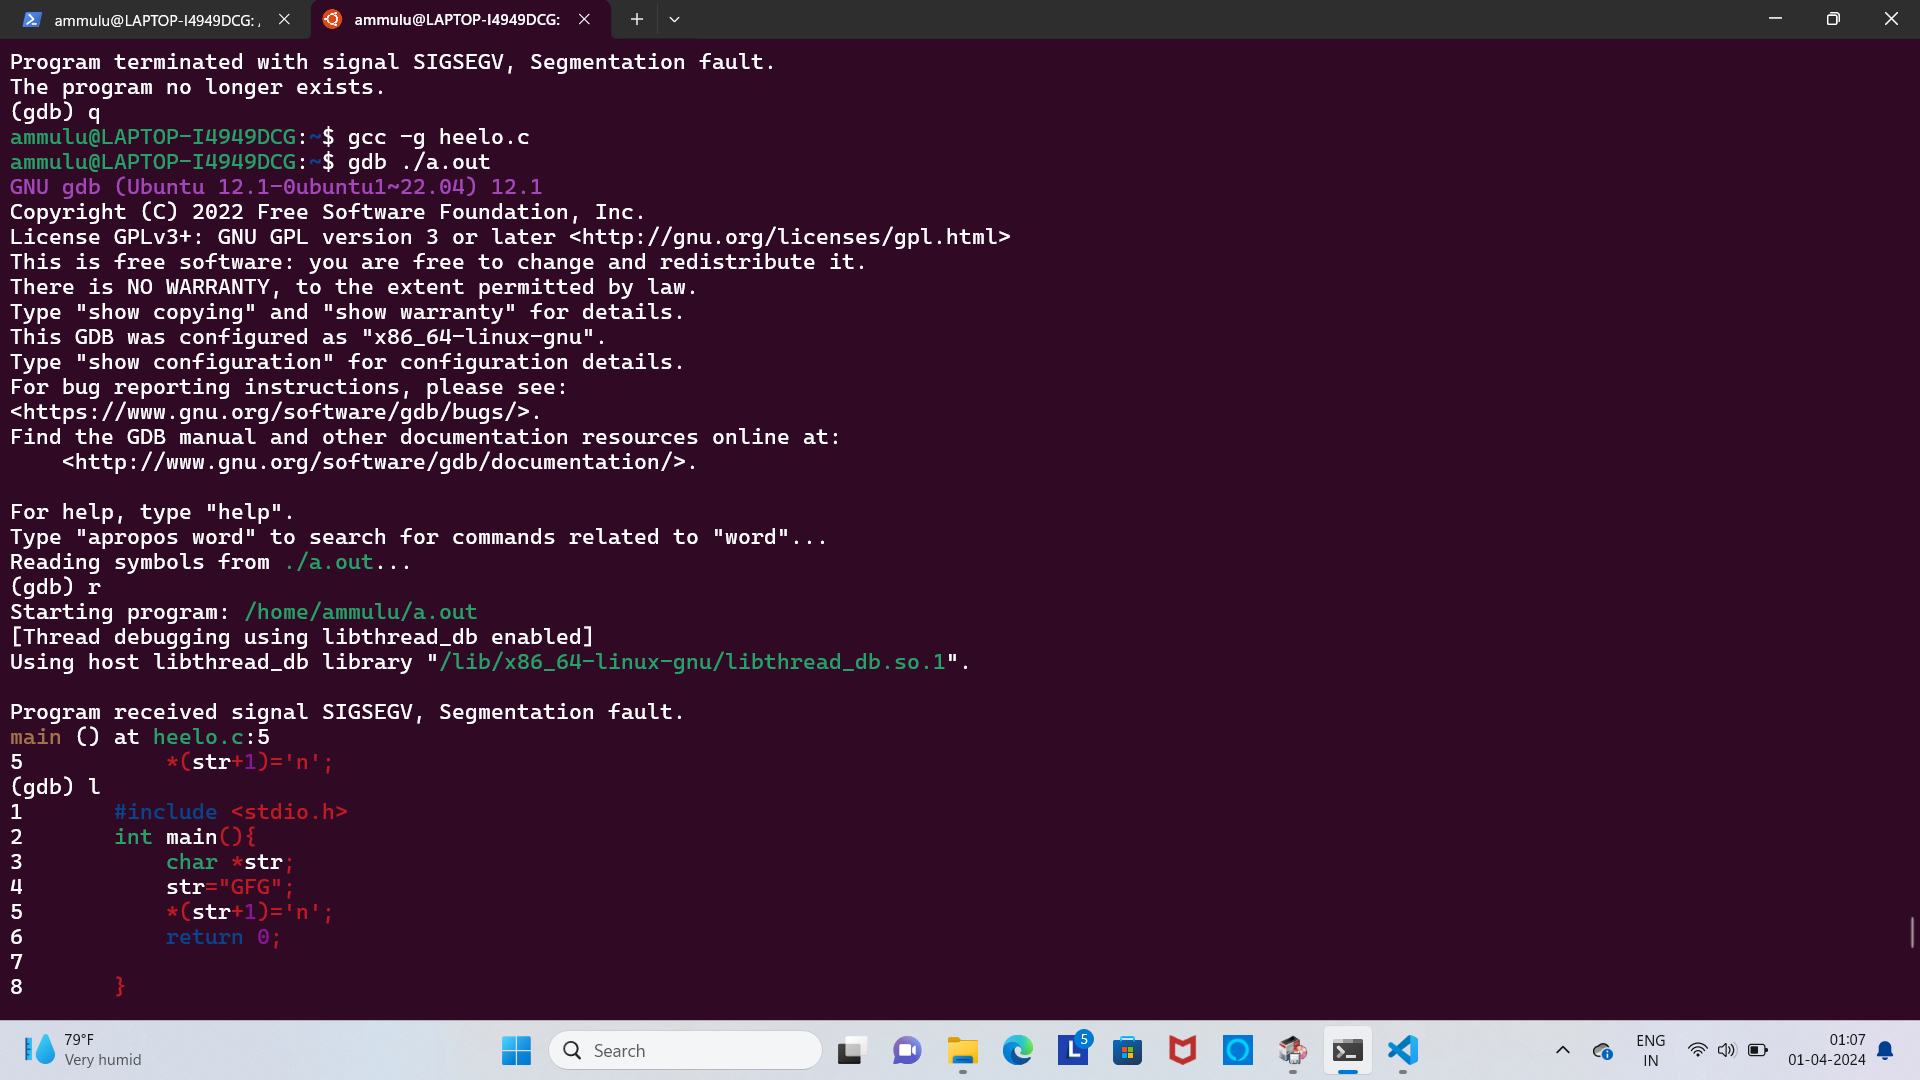 ammulu@LAPTOP-I4949DCG: ,
ammulu@LAPTOP-I4949DCG:
Program terminated with signal SIGSEGV, Segmentation fault.
The program no longer exists.
(gdb) q
ammulu@LAPTOP-I4949DCG:~$ gcc -g heelo.c
ammulu@LAPTOP-I4949DCG:~$ gdb ./a.out
GNU gdb (Ubuntu 12.1-0ubuntu1~22.04) 12.1
Copyright (C) 2022 Free Software Foundation, Inc.
License GPLv3+: GNU GPL version 3 or later <http://gnu.org/licenses/gpl.html>
This is free software: you are free to change and redistribute it.
There is NO WARRANTY, to the extent permitted by law.
Type "show copying" and "show warranty" for details.
This GDB was configured as "x86_64-linux-gnu".
Type "show configuration" for configuration details.
For bug reporting instructions, please see:
<https://www.gnu.org/software/gdb/bugs/>.
Find the GDB manual and other documentation resources online at:
    <http://www.gnu.org/software/gdb/documentation/>.

For help, type "help".
Type "apropos word" to search for commands related to "word"...
Reading symbols from ./a.out...
(gdb) r
Starting program: /home/ammulu/a.out
[Thread debugging using libthread_db enabled]
Using host libthread_db library "/lib/x86_64-linux-gnu/libthread_db.so.1".

Program received signal SIGSEGV, Segmentation fault.
main () at heelo.c:5
5           *(str+1)='n';
(gdb) l
1       #include <stdio.h>
2       int main(){
3           char *str;
4           str="GFG";
5           *(str+1)='n';
6           return 0;
7
8       }
79°F
Very humid
Search
L 5
ENG
IN
01:07
01-04-2024